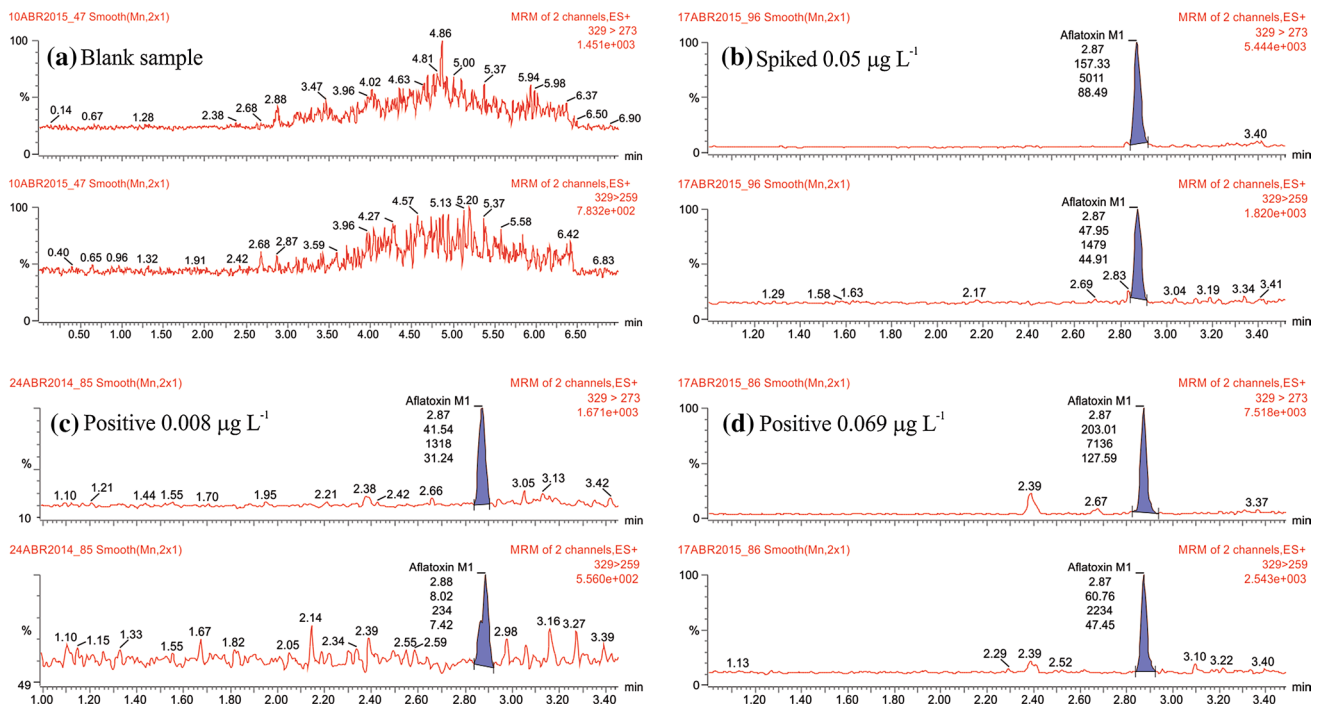 10ABR2015_47 Smooth(Mn,2x1)
MRM of 2 channels,ES+
329 > 273
1.451e+003
(a) Blank sample
100
%
0
0.14 0.67 1.28 2.38 2.68 2.88 3.47 3.96 4.02 4.63 4.81 4.86 5.00 5.37 5.94 5.98 6.37 6.50 6.90
min
10ABR2015_47 Smooth(Mn,2x1)
MRM of 2 channels,ES+
329>259
7.832e+002
100
%
0
0.40 0.65 0.96 1.32 1.91 2.42 2.68 2.87 3.59 3.96 4.27 4.57 5.13 5.20 5.37 5.58 6.42 6.83
min
0.50 1.00 1.50 2.00 2.50 3.00 3.50 4.00 4.50 5.00 5.50 6.00 6.50
17ABR2015_96 Smooth(Mn,2x1)
MRM of 2 channels,ES+
329 > 273
5.444e+003
(b) Spiked 0.05 µg L-1
Aflatoxin M1
2.87
157.33
5011
88.49
100
%
0
3.40
min
17ABR2015_96 Smooth(Mn,2x1)
MRM of 2 channels,ES+
329>259
1.820e+003
Aflatoxin M1
2.87
47.95
1479
44.91
100
%
0
1.29 1.58 1.63 2.17 2.69 2.83 3.04 3.19 3.34 3.41
min
1.20 1.40 1.60 1.80 2.00 2.20 2.40 2.60 2.80 3.00 3.20 3.40
24ABR2014_85 Smooth(Mn,2x1)
MRM of 2 channels,ES+
329 > 273
1.671e+003
(c) Positive 0.008 µg L-1
Aflatoxin M1
2.87
41.54
1318
31.24
%
10
1.10 1.21 1.44 1.55 1.70 1.95 2.21 2.38 2.42 2.66 3.05 3.13 3.42
min
24ABR2014_85 Smooth(Mn,2x1)
MRM of 2 channels,ES+
329>259
5.560e+002
Aflatoxin M1
2.88
8.02
234
7.42
%
49
1.10 1.15 1.33 1.55 1.67 1.82 2.05 2.14 2.34 2.39 2.55 2.59 2.98 3.16 3.27 3.39
min
1.00 1.20 1.40 1.60 1.80 2.00 2.20 2.40 2.60 2.80 3.00 3.20 3.40
17ABR2015_86 Smooth(Mn,2x1)
MRM of 2 channels,ES+
329 > 273
7.518e+003
(d) Positive 0.069 µg L-1
Aflatoxin M1
2.87
203.01
7136
127.59
100
%
0
2.39 2.67 3.37
min
17ABR2015_86 Smooth(Mn,2x1)
MRM of 2 channels,ES+
329>259
2.543e+003
Aflatoxin M1
2.87
60.76
2234
47.45
100
%
0
1.13 2.29 2.39 2.52 3.10 3.22 3.40
min
1.20 1.40 1.60 1.80 2.00 2.20 2.40 2.60 2.80 3.00 3.20 3.40